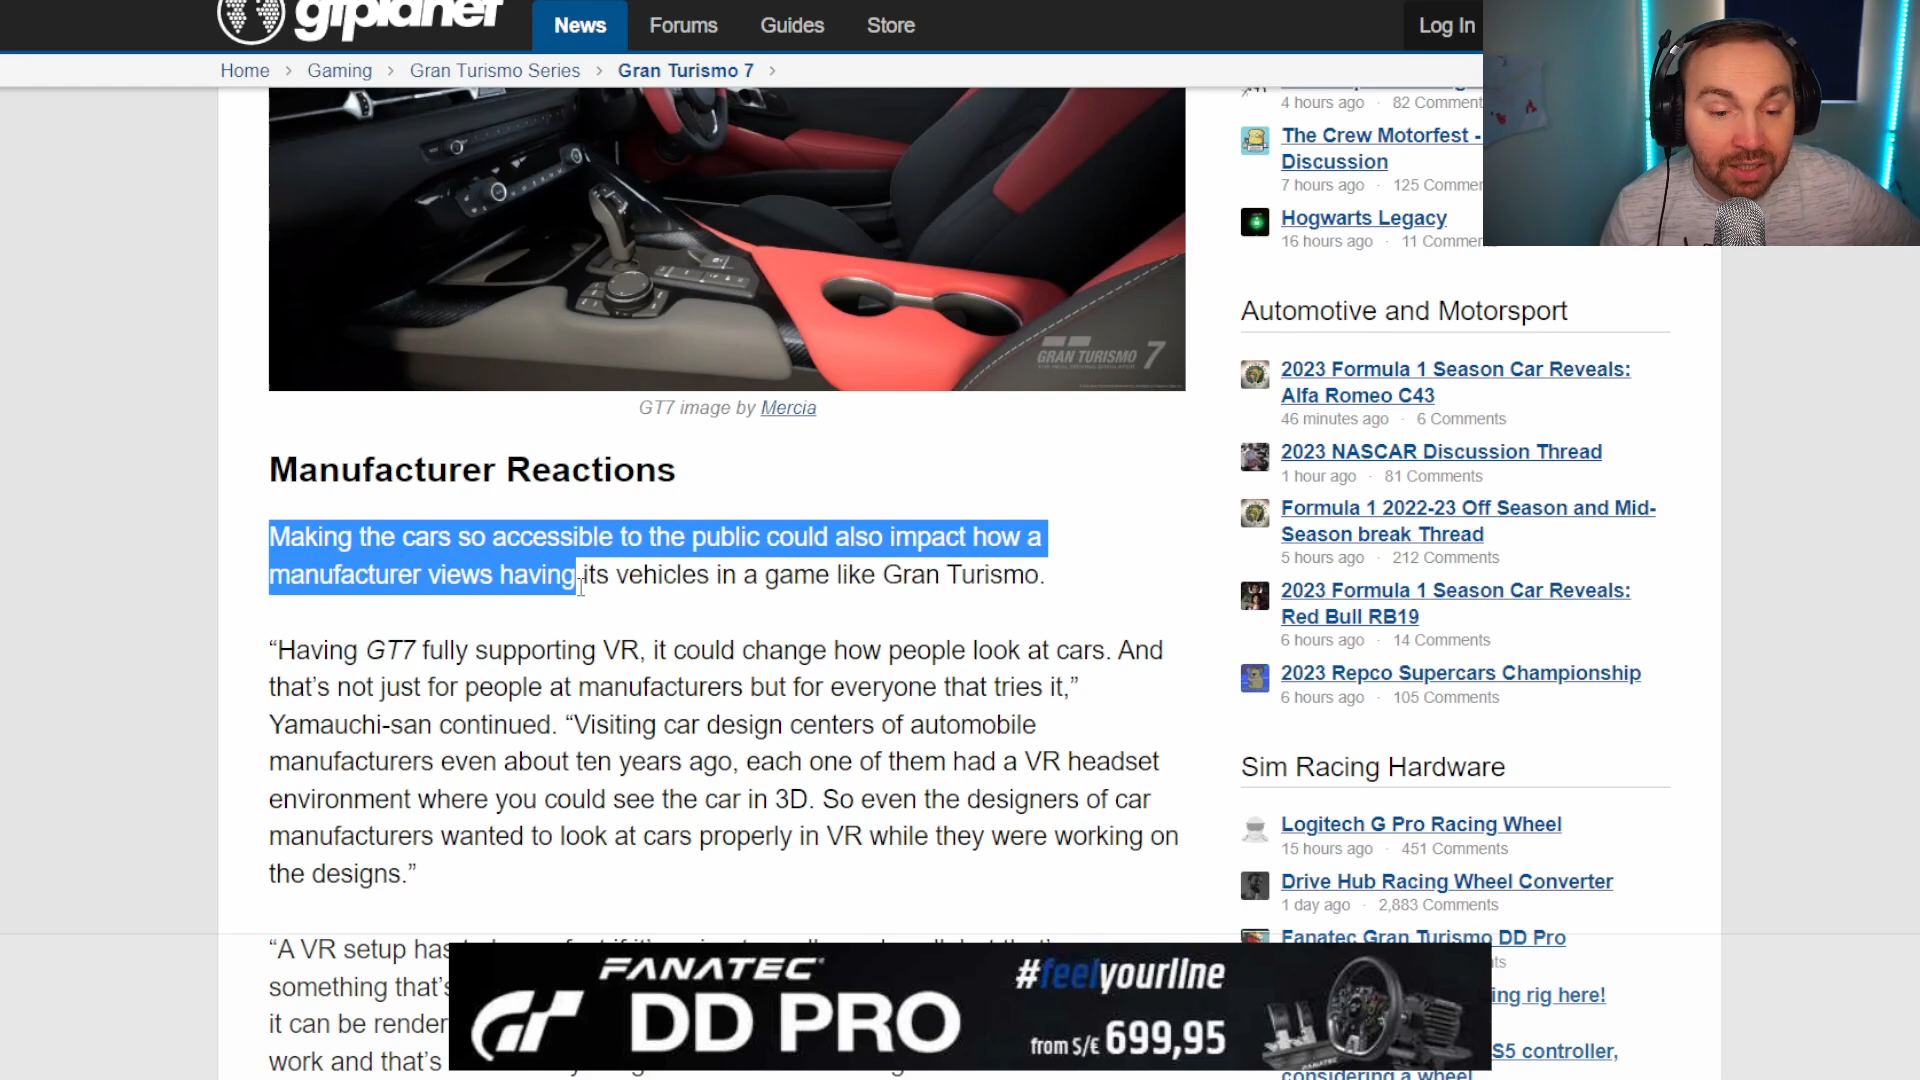 gtplanet
News
Forums
Guides
Store
Log In
Home > Gaming > Gran Turismo Series > Gran Turismo 7 >
GRAN TURISMO 7
THE REAL DRIVING SIMULATOR
GT7 image by Mercia
Manufacturer Reactions
Making the cars so accessible to the public could also impact how a
manufacturer views having its vehicles in a game like Gran Turismo.
“Having GT7 fully supporting VR, it could change how people look at cars. And
that’s not just for people at manufacturers but for everyone that tries it,”
Yamauchi-san continued. “Visiting car design centers of automobile
manufacturers even about ten years ago, each one of them had a VR headset
environment where you could see the car in 3D. So even the designers of car
manufacturers wanted to look at cars properly in VR while they were working on
the designs.”
“A VR setup has
something that’s
it can be render
work and that’s
4 hours ago · 82 Comment
The Crew Motorfest -
Discussion
7 hours ago · 125 Commer
Hogwarts Legacy
16 hours ago · 11 Commer
Automotive and Motorsport
2023 Formula 1 Season Car Reveals:
Alfa Romeo C43
46 minutes ago · 6 Comments
2023 NASCAR Discussion Thread
1 hour ago · 81 Comments
Formula 1 2022-23 Off Season and Mid-
Season break Thread
5 hours ago · 212 Comments
2023 Formula 1 Season Car Reveals:
Red Bull RB19
6 hours ago · 14 Comments
2023 Repco Supercars Championship
6 hours ago · 105 Comments
Sim Racing Hardware
Logitech G Pro Racing Wheel
15 hours ago · 451 Comments
Drive Hub Racing Wheel Converter
1 day ago · 2,883 Comments
Fanatec Gran Turismo DD Pro
nts
ing rig here!
S5 controller,
considering a wheel
FANATEC
GT DD PRO
#feelyourline
from S/€ 699,95
FANATEC